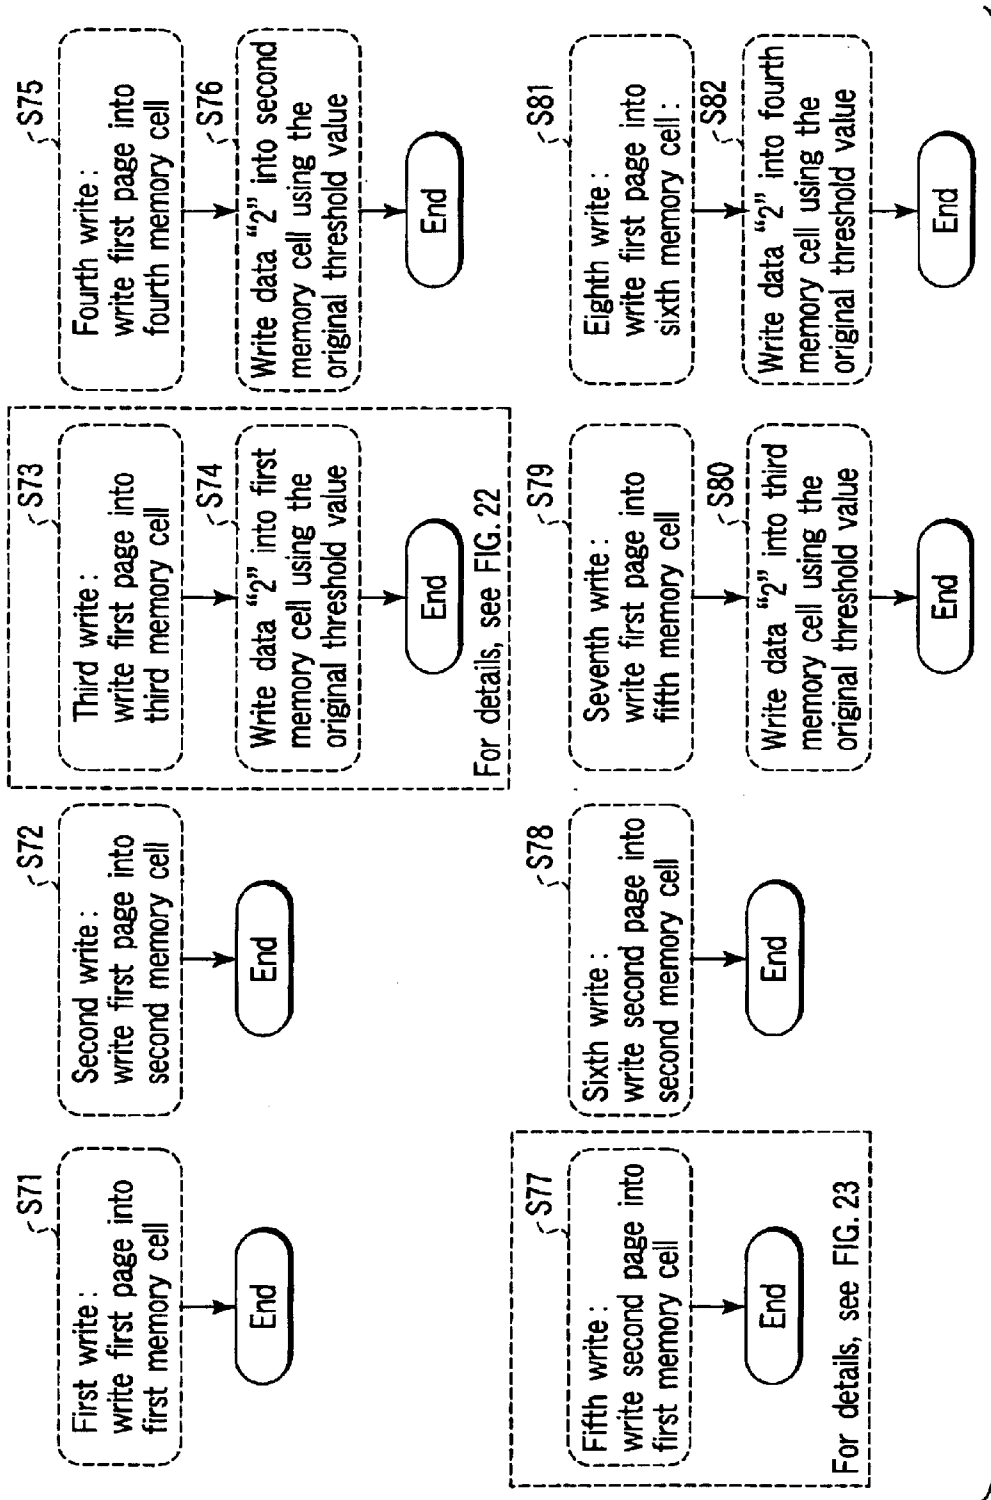 S71
First write :
write first page into
first memory cell
End
S72
Second write :
write first page into
second memory cell
End
S73
Third write :
write first page into
third memory cell
S74
Write data “2” into first
memory cell using the
original threshold value
End
For details, see FIG. 22
S75
Fourth write :
write first page into
fourth memory cell
S76
Write data “2” into second
memory cell using the
original threshold value
End
S77
Fifth write :
write second page into
first memory cell
End
For details, see FIG. 23
S78
Sixth write :
write second page into
second memory cell
End
S79
Seventh write :
write first page into
fifth memory cell
S80
Write data “2” into third
memory cell using the
original threshold value
End
S81
Eighth write :
write first page into
sixth memory cell :
S82
Write data “2” into fourth
memory cell using the
original threshold value
End